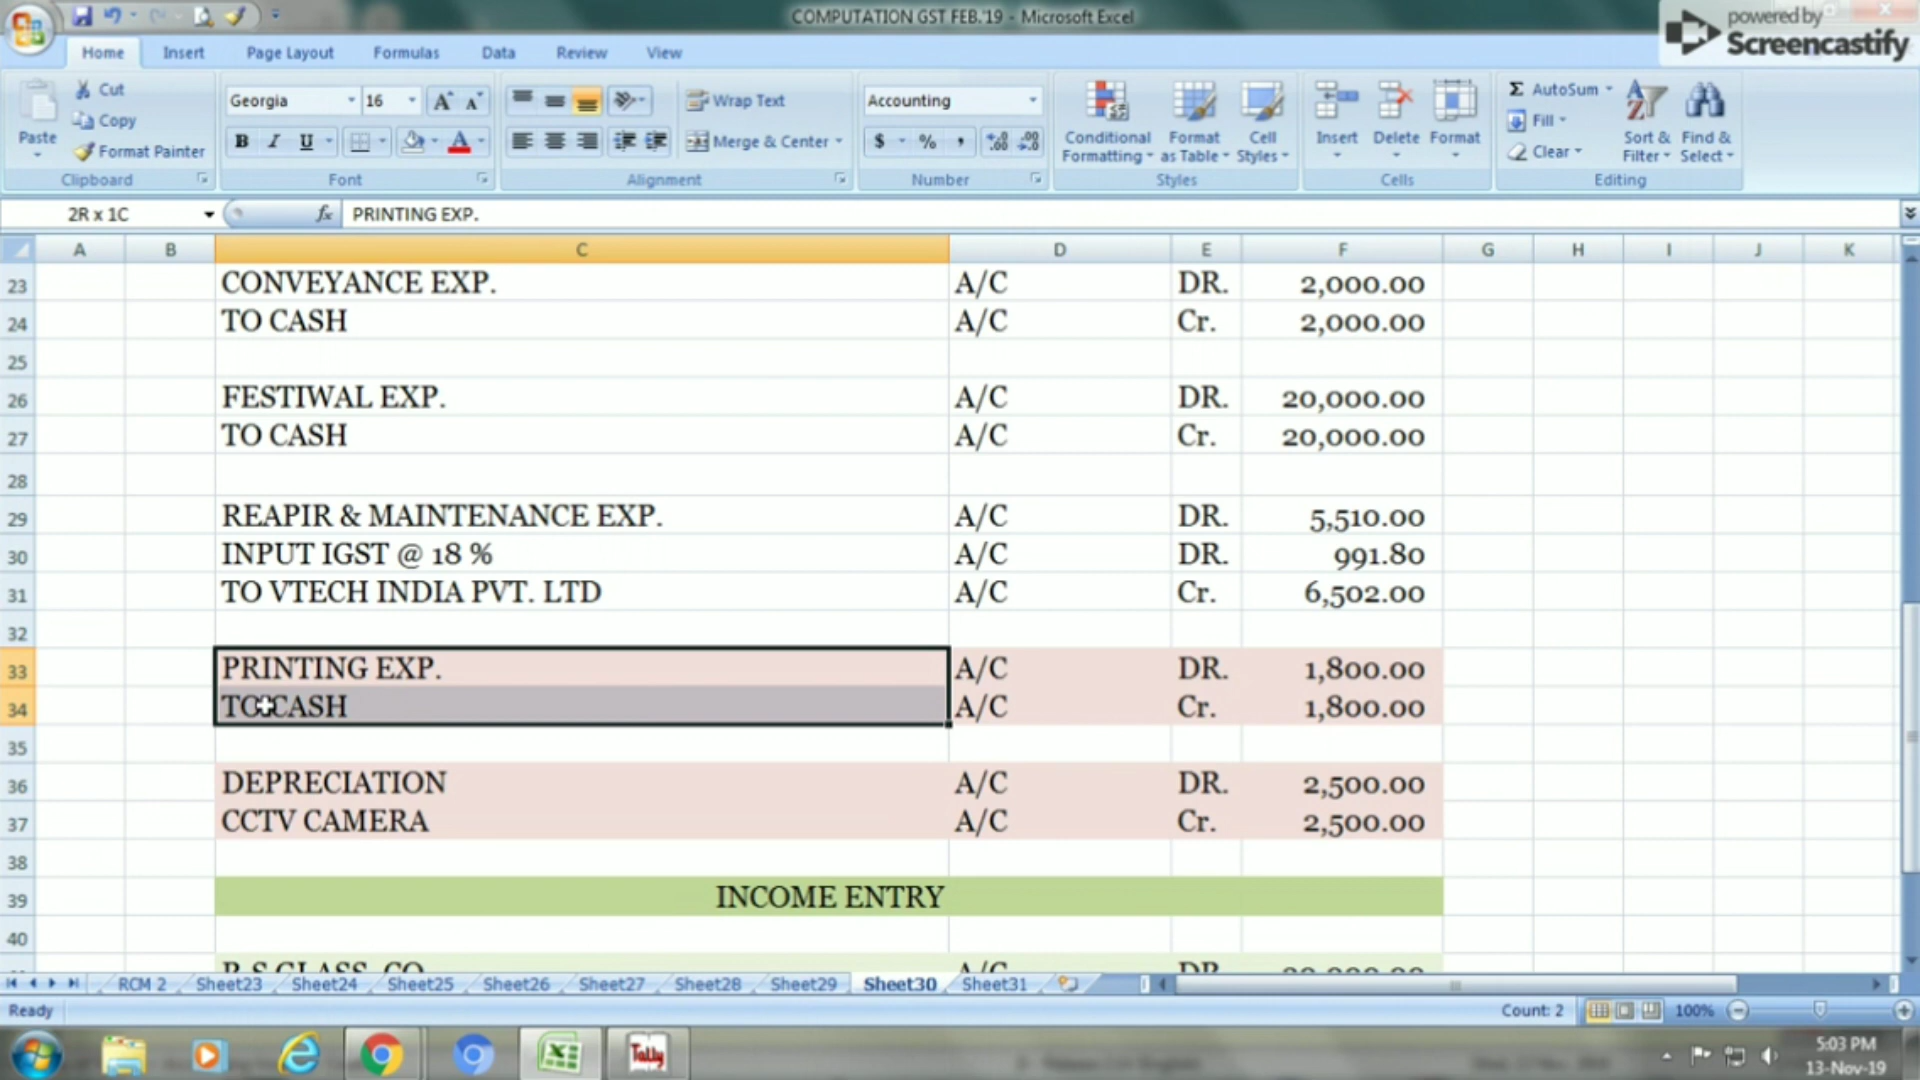 COMPUTATION GST FEB.'19 - Microsoft Excel
powered by
Screencastify
Home Insert Page Layout Formulas Data Review View
Paste
Cut
Copy
Format Painter
Clipboard
Georgia 16
B I U
Font
Wrap Text
Merge & Center
Alignment
Accounting
$ % ,
Number
Conditional Formatting
Format as Table
Cell Styles
Styles
Insert Delete Format
Cells
Σ AutoSum
Fill
Clear
Sort & Filter
Find & Select
Editing
2R x 1C fx PRINTING EXP.
A B C D E F G H I J K
23 CONVEYANCE EXP. A/C DR. 2,000.00
24 TO CASH A/C Cr. 2,000.00
25
26 FESTIWAL EXP. A/C DR. 20,000.00
27 TO CASH A/C Cr. 20,000.00
28
29 REAPIR & MAINTENANCE EXP. A/C DR. 5,510.00
30 INPUT IGST @ 18 % A/C DR. 991.80
31 TO VTECH INDIA PVT. LTD A/C Cr. 6,502.00
32
33 PRINTING EXP. A/C DR. 1,800.00
34 TO CASH A/C Cr. 1,800.00
35
36 DEPRECIATION A/C DR. 2,500.00
37 CCTV CAMERA A/C Cr. 2,500.00
38
39 INCOME ENTRY
40
RCM 2 Sheet23 Sheet24 Sheet25 Sheet26 Sheet27 Sheet28 Sheet29 Sheet30 Sheet31
Ready Count: 2 100%
Tally
5:03 PM
13-Nov-19